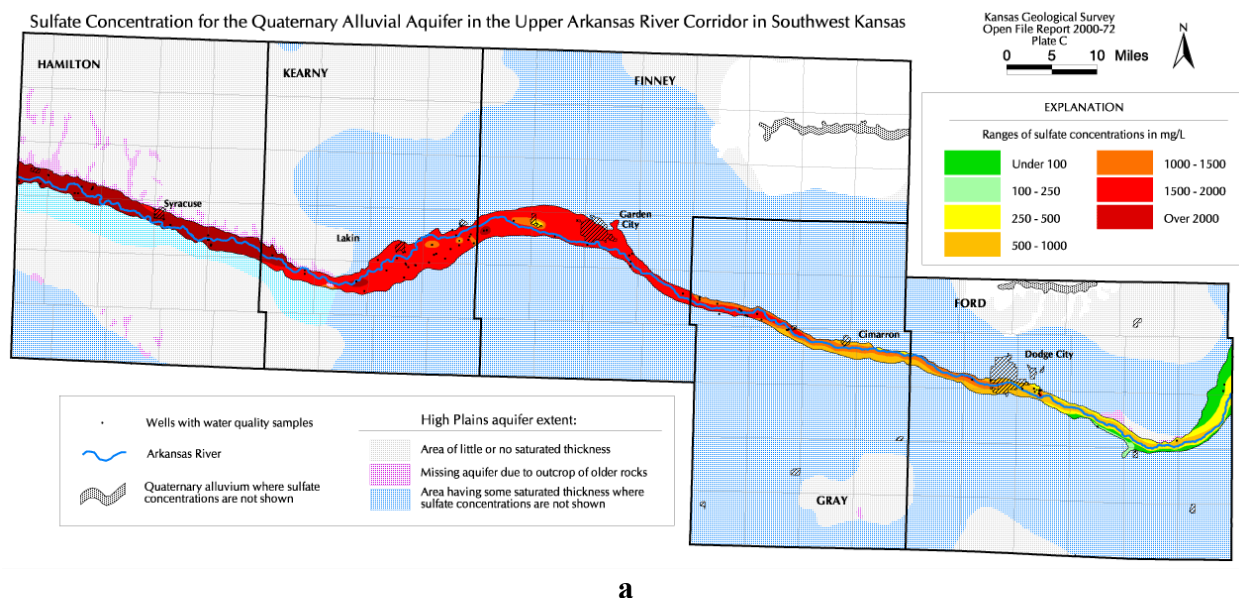 Sulfate Concentration for the Quaternary Alluvial Aquifer in the Upper Arkansas River Corridor in Southwest Kansas
Kansas Geological Survey
Open File Report 2000-72
Plate C
0 5 10 Miles
N
HAMILTON
KEARNY
FINNEY
EXPLANATION
Ranges of sulfate concentrations in mg/L
Under 100
1000 - 1500
100 - 250
1500 - 2000
250 - 500
Over 2000
500 - 1000
Syracuse
Lakin
Garden
City
FORD
Cimarron
Dodge City
GRAY
Wells with water quality samples
Arkansas River
Quaternary alluvium where sulfate
concentrations are not shown
High Plains aquifer extent:
Area of little or no saturated thickness
Missing aquifer due to outcrop of older rocks
Area having some saturated thickness where
sulfate concentrations are not shown
a